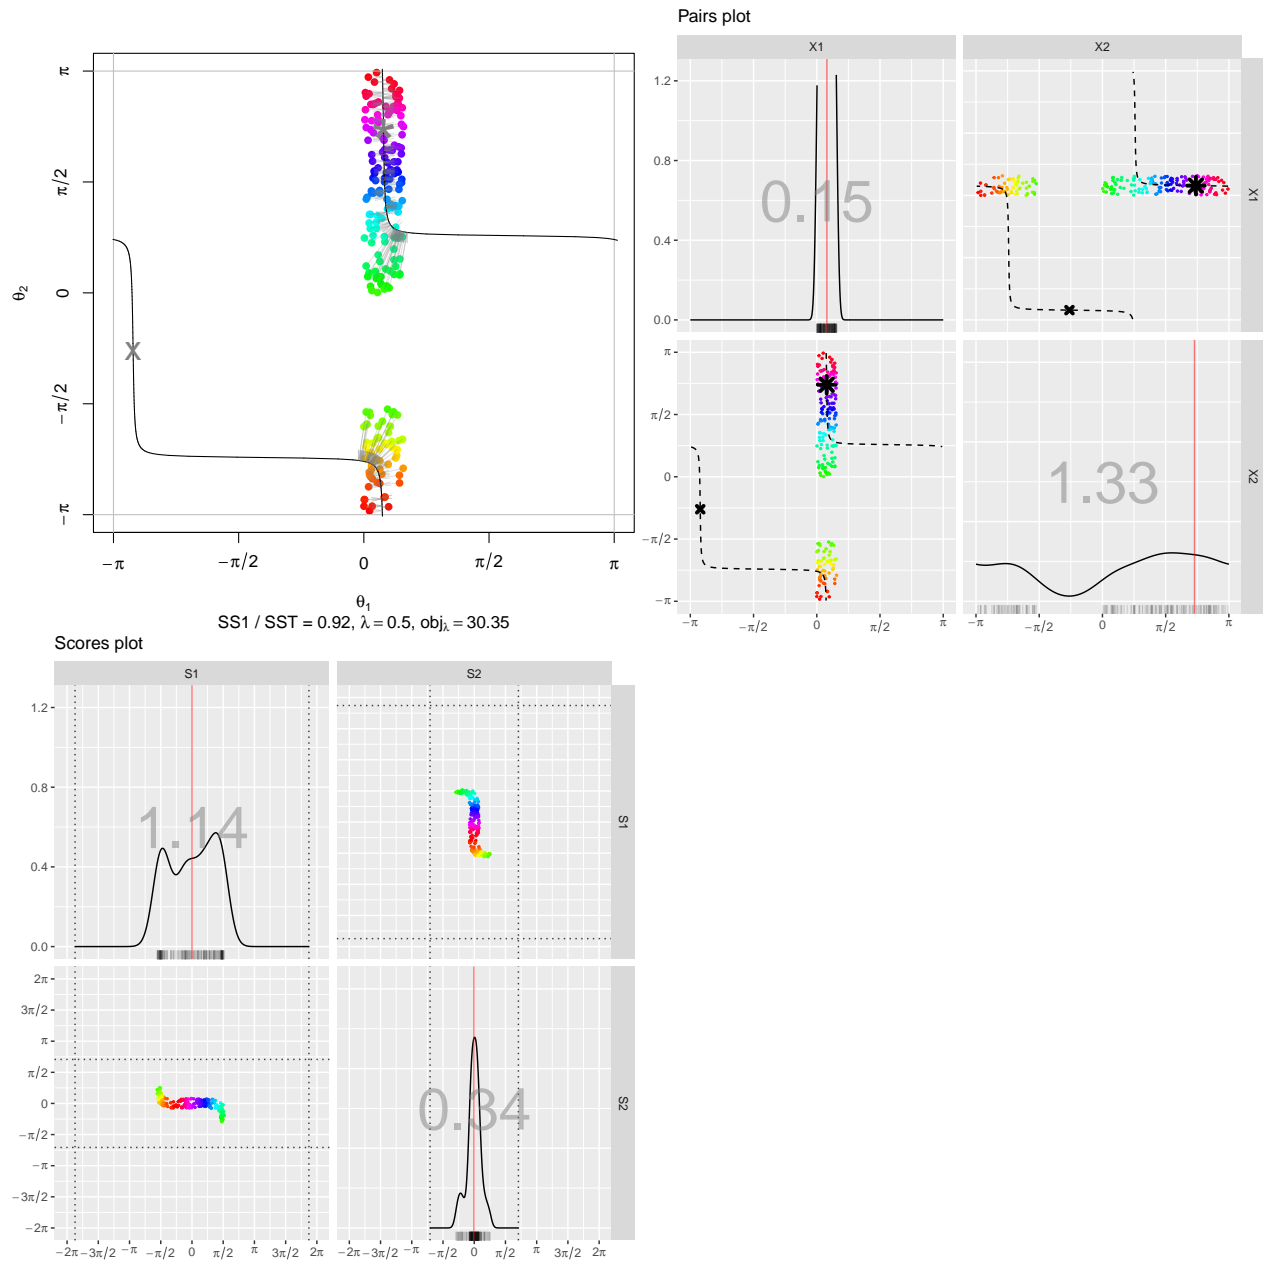 Pairs plot
X1
X2
π
π/2
0
−π/2
−π
θ2
−π
−π/2
0
π/2
π
θ1
SS1 / SST = 0.92, λ = 0.5, objλ = 30.35
1.2
0.8
0.4
0.0
0.15
X1
π
π/2
0
−π/2
−π
1.33
X2
−π
−π/2
0
π/2
π
−π
−π/2
0
π/2
π
Scores plot
S1
S2
1.2
0.8
0.4
0.0
1.14
S1
2π
3π/2
π
π/2
0
−π/2
−π
−3π/2
−2π
0.34
S2
−2π
−3π/2
−π
−π/2
0
π/2
π
3π/2
2π
−2π
−3π/2
−π
−π/2
0
π/2
π
3π/2
2π